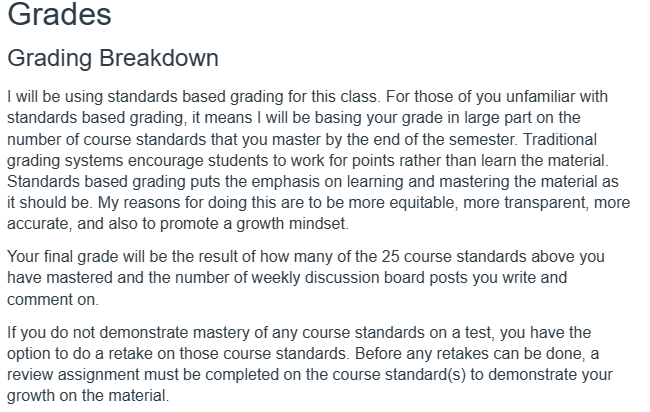 Grades
Grading Breakdown
I will be using standards based grading for this class. For those of you unfamiliar with
standards based grading, it means I will be basing your grade in large part on the
number of course standards that you master by the end of the semester. Traditional
grading systems encourage students to work for points rather than learn the material.
Standards based grading puts the emphasis on learning and mastering the material as
it should be. My reasons for doing this are to be more equitable, more transparent, more
accurate, and also to promote a growth mindset.
Your final grade will be the result of how many of the 25 course standards above you
have mastered and the number of weekly discussion board posts you write and
comment on.
If you do not demonstrate mastery of any course standards on a test, you have the
option to do a retake on those course standards. Before any retakes can be done, a
review assignment must be completed on the course standard(s) to demonstrate your
growth on the material.